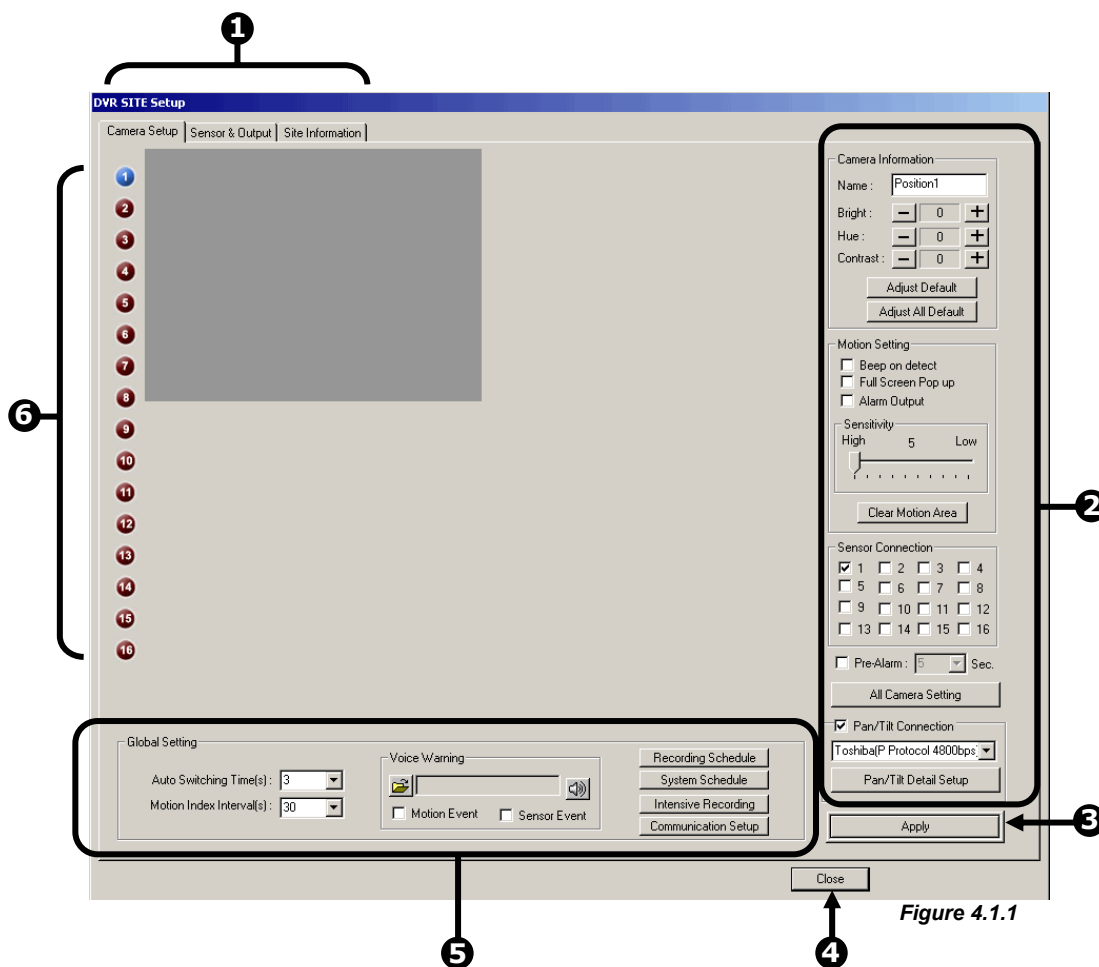 1
DVR SITE Setup
Camera Setup Sensor & Output Site Information
1
2
3
4
5
6
7
8
9
10
11
12
13
14
15
16
6
Camera Information
Name : Position1
Bright : − 0 +
Hue : − 0 +
Contrast : − 0 +
Adjust Default
Adjust All Default
Motion Setting
Beep on detect
Full Screen Pop up
Alarm Output
Sensitivity
High 5 Low
Clear Motion Area
2
Sensor Connection
1 2 3 4
5 6 7 8
9 10 11 12
13 14 15 16
Pre-Alarm : 5 Sec.
All Camera Setting
Pan/Tilt Connection
Toshiba(P Protocol 4800bps)
Pan/Tilt Detail Setup
Apply
3
Global Setting
Auto Switching Time(s) : 3
Motion Index Interval(s) : 30
Voice Warning
Motion Event Sensor Event
Recording Schedule
System Schedule
Intensive Recording
Communication Setup
Close
Figure 4.1.1
5
4